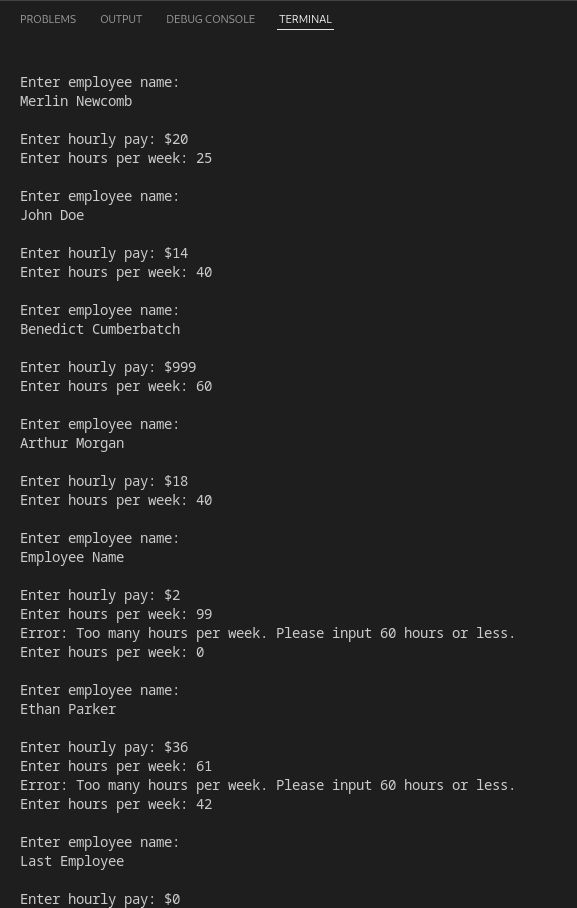 PROBLEMS OUTPUT DEBUG CONSOLE TERMINAL
Enter employee name:
Merlin Newcomb
Enter hourly pay: $20
Enter hours per week: 25
Enter employee name:
John Doe
Enter hourly pay: $14
Enter hours per week: 40
Enter employee name:
Benedict Cumberbatch
Enter hourly pay: $999
Enter hours per week: 60
Enter employee name:
Arthur Morgan
Enter hourly pay: $18
Enter hours per week: 40
Enter employee name:
Employee Name
Enter hourly pay: $2
Enter hours per week: 99
Error: Too many hours per week. Please input 60 hours or less.
Enter hours per week: 0
Enter employee name:
Ethan Parker
Enter hourly pay: $36
Enter hours per week: 61
Error: Too many hours per week. Please input 60 hours or less.
Enter hours per week: 42
Enter employee name:
Last Employee
Enter hourly pay: $0